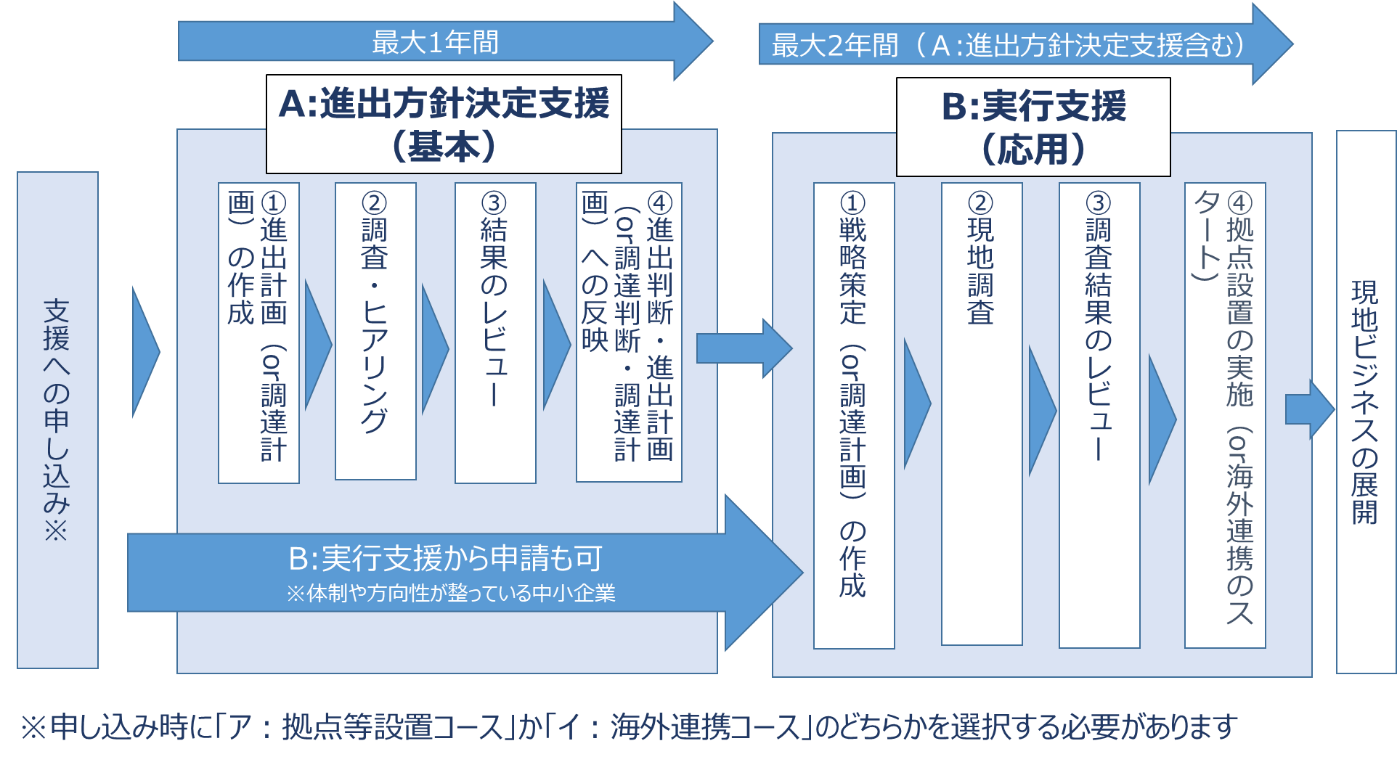 最大1年間
最大2年間（A:進出方針決定支援含む）
A:進出方針決定支援
（基本）
B:実行支援
（応用）
支援への申し込み※
①進出計画（or調達計
画）の作成
②調査・ヒアリング
③結果のレビュー
④進出判断・進出計画
（or調達判断・調達計
画）への反映
B:実行支援から申請も可
※体制や方向性が整っている中小企業
①戦略策定（or調達計画）の作成
②現地調査
③調査結果のレビュー
④拠点設置の実施（or海外連携のス
タート）
現地ビジネスの展開
※申し込み時に「ア：拠点等設置コース」か「イ：海外連携コース」のどちらかを選択する必要があります